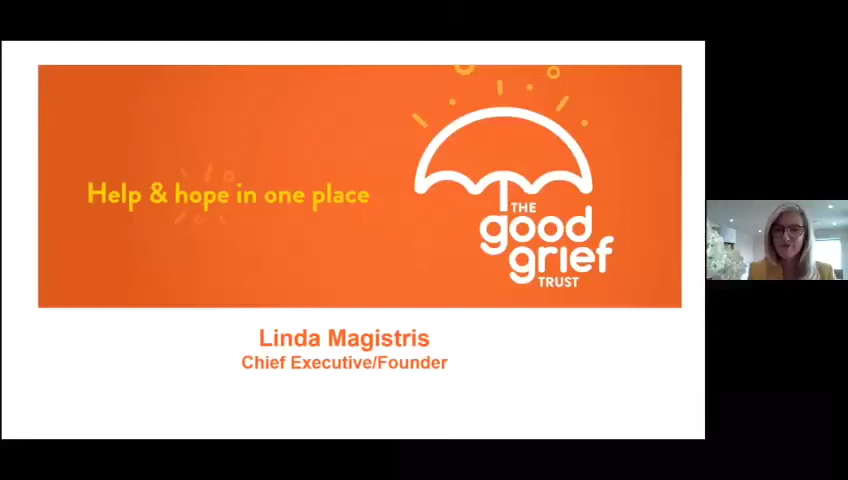 Help & hope in one place
THE
good
grief
TRUST
Linda Magistris
Chief Executive/Founder